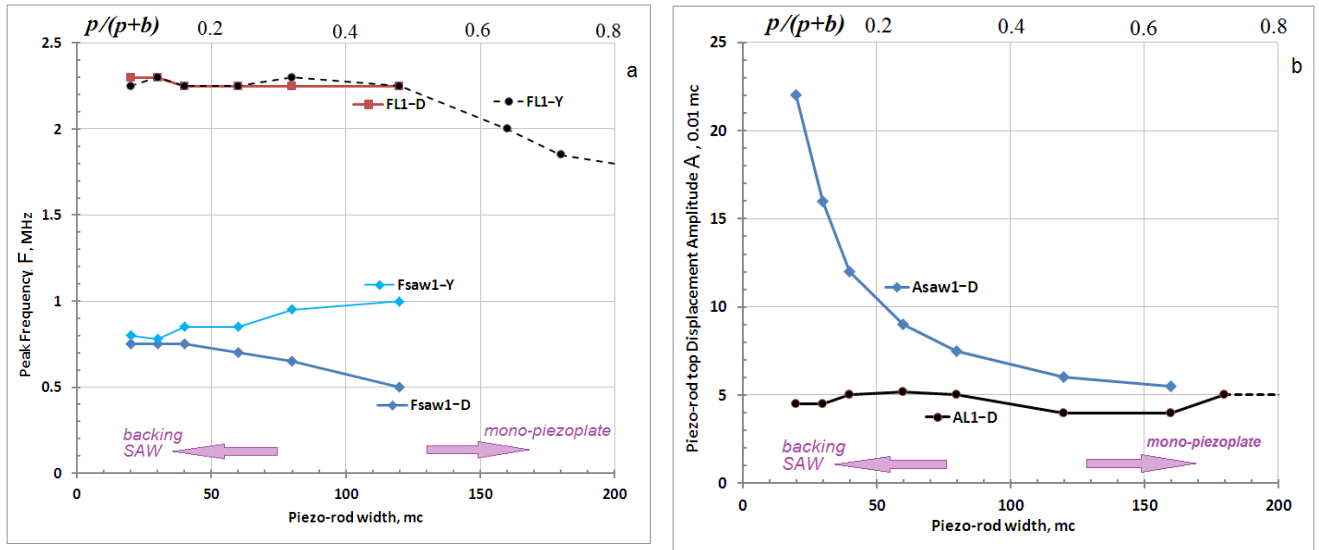 p/(p+b) 0.2 0.4 0.6 0.8
2.5
2
1.5
1
0.5
0
a
FL1-D
FL1-Y
Fsaw1-Y
Fsaw1-D
Peak Frequency, F, MHz
backing
SAW
mono-piezoplate
0 50 100 150 200
Piezo-rod width, mc
p/(p+b) 0.2 0.4 0.6 0.8
25
20
15
10
5
0
b
Asaw1-D
AL1-D
Piezo-rod top Displacement Amplitude A , 0.01 mc
backing
SAW
mono-piezoplate
0 50 100 150 200
Piezo-rod width, mc